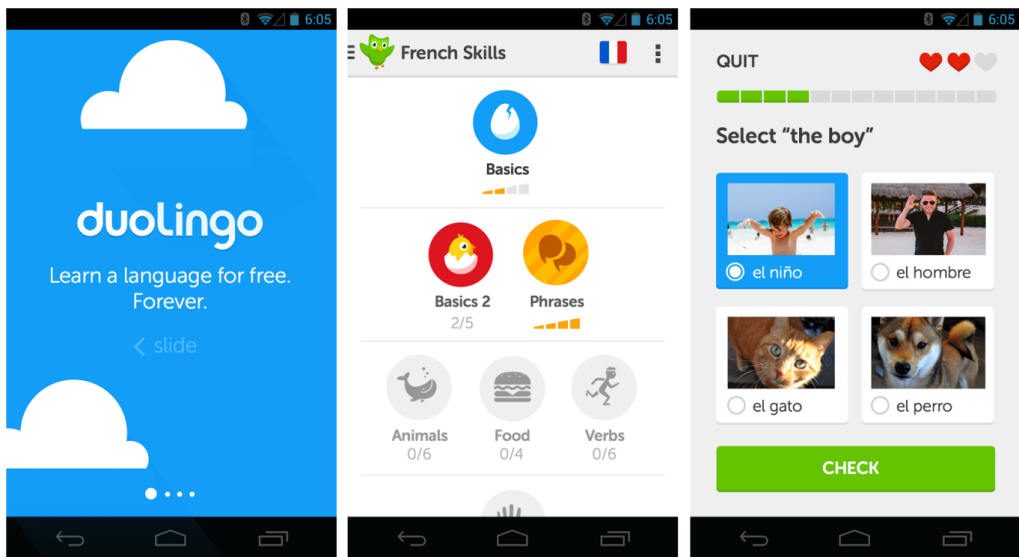 6:05
duolingo
Learn a language for free.
Forever.
slide
6:05
French Skills
Basics
Basics 2
2/5
Phrases
Animals
0/6
Food
0/4
Verbs
0/6
6:05
QUIT
Select “the boy”
el niño
el hombre
el gato
el perro
CHECK